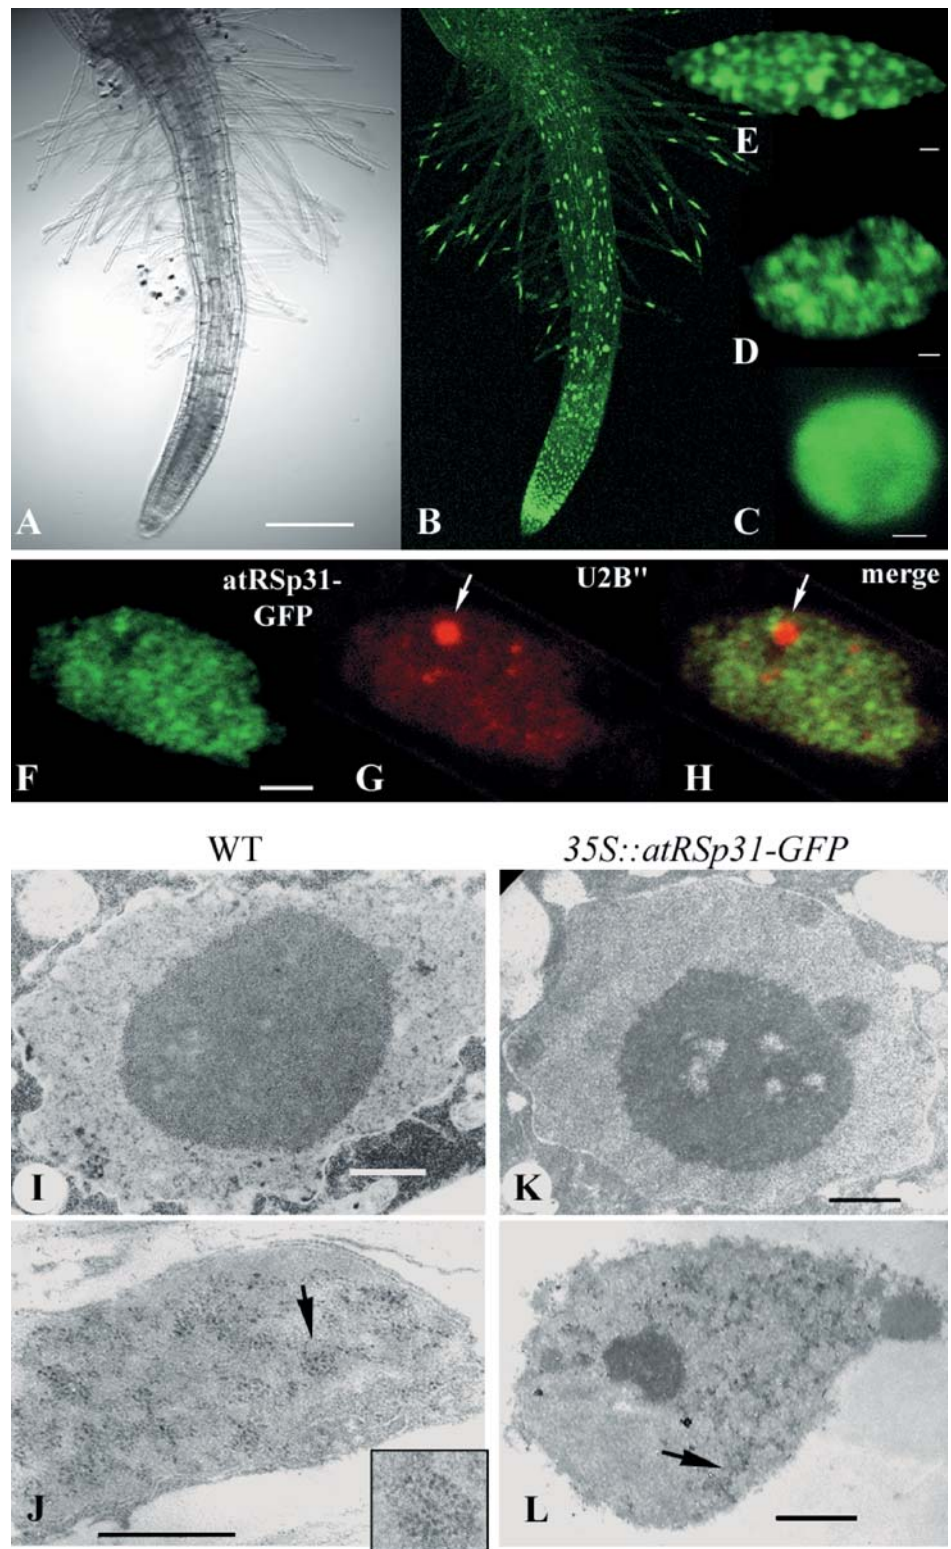 A
B
E
D
C
atRSp31-
GFP
U2B"
merge
F
G
H
WT
35S::atRSp31-GFP
I
K
J
L